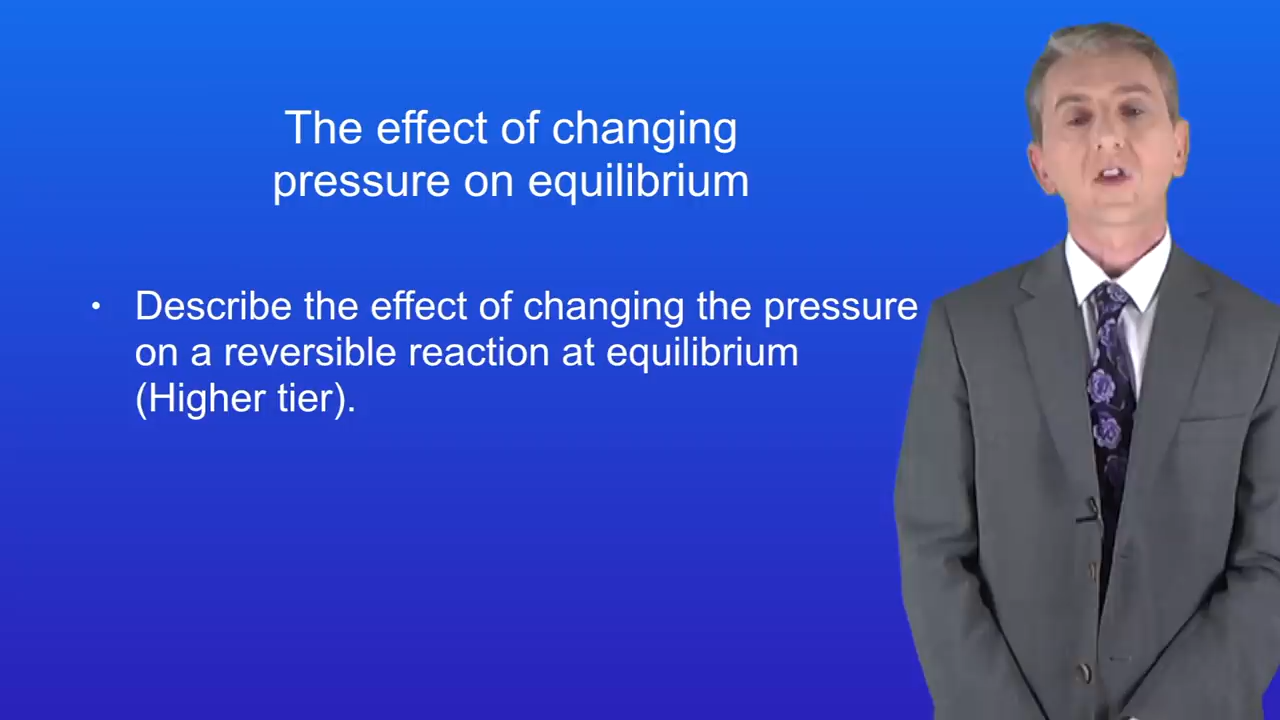 The effect of changing
pressure on equilibrium
• Describe the effect of changing the pressure
on a reversible reaction at equilibrium
(Higher tier).